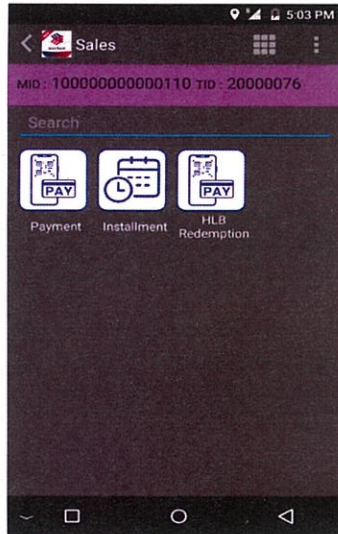 5:03 PM
Sales
MID : 100000000000110 TID : 20000076
Search
PAY
PAY
Payment
Installment
HLB
Redemption